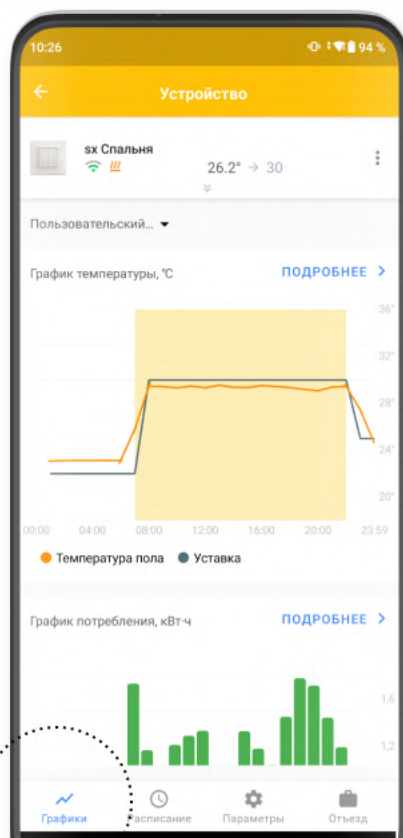 10:26 94 %
Устройство
sx Спальня
26.2° → 30
Пользовательский...
График температуры, °C ПОДРОБНЕЕ >
36°
32°
28°
24°
20°
00:00 04:00 08:00 12:00 16:00 20:00 23:59
Температура пола Уставка
График потребления, кВт·ч ПОДРОБНЕЕ >
1,6
1,2
Графики Расписание Параметры Отъезд